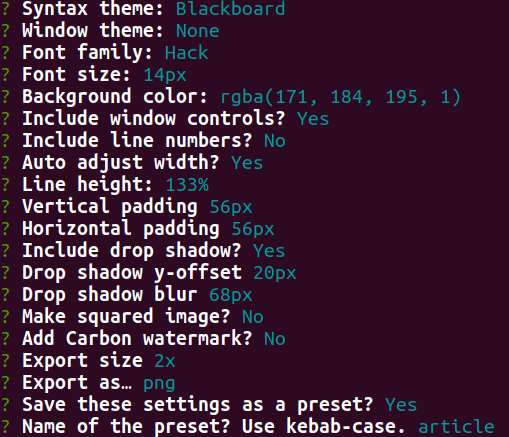 ? Syntax theme: Blackboard
? Window theme: None
? Font family: Hack
? Font size: 14px
? Background color: rgba(171, 184, 195, 1)
? Include window controls? Yes
? Include line numbers? No
? Auto adjust width? Yes
? Line height: 133%
? Vertical padding 56px
? Horizontal padding 56px
? Include drop shadow? Yes
? Drop shadow y-offset 20px
? Drop shadow blur 68px
? Make squared image? No
? Add Carbon watermark? No
? Export size 2x
? Export as… png
? Save these settings as a preset? Yes
? Name of the preset? Use kebab-case. article